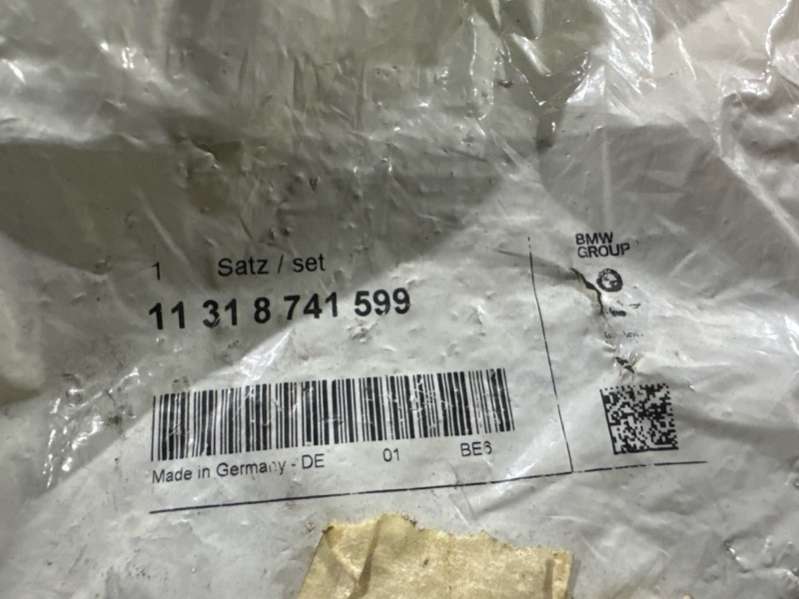 1 Satz / set
11 31 8 741 599
Made in Germany - DE 01 BE6
BMW
GROUP